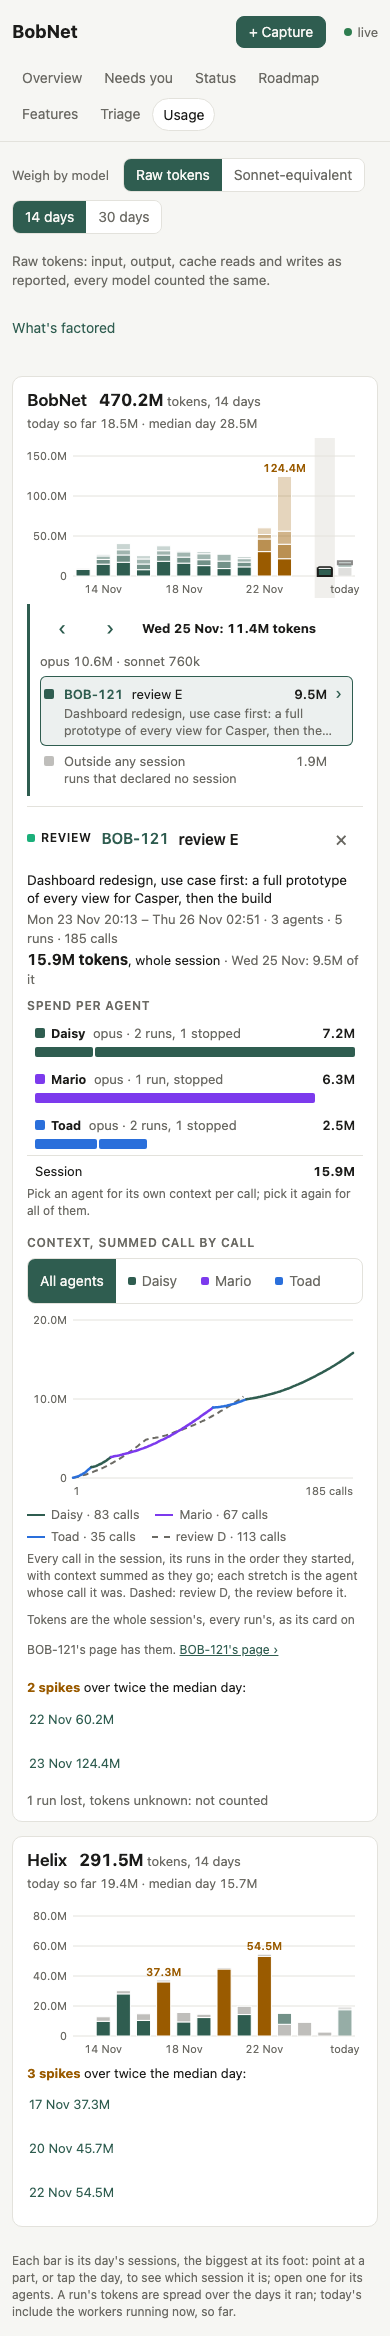 BobNet
+ Capture
live
Overview
Needs you
Status
Roadmap
Features
Triage
Usage
Weigh by model
Raw tokens
Sonnet-equivalent
14 days
30 days
Raw tokens: input, output, cache reads and writes as
reported, every model counted the same.
What's factored
BobNet 470.2M tokens, 14 days
today so far 18.5M · median day 28.5M
150.0M
124.4M
100.0M
50.0M
0
14 Nov
18 Nov
22 Nov
today
‹
›
Wed 25 Nov: 11.4M tokens
opus 10.6M · sonnet 760k
BOB-121 review E 9.5M ›
Dashboard redesign, use case first: a full
prototype of every view for Casper, then the…
Outside any session 1.9M
runs that declared no session
REVIEW BOB-121 review E ×
Dashboard redesign, use case first: a full prototype
of every view for Casper, then the build
Mon 23 Nov 20:13 – Thu 26 Nov 02:51 · 3 agents · 5
runs · 185 calls
15.9M tokens, whole session · Wed 25 Nov: 9.5M of
it
SPEND PER AGENT
Daisy opus · 2 runs, 1 stopped 7.2M
Mario opus · 1 run, stopped 6.3M
Toad opus · 2 runs, 1 stopped 2.5M
Session 15.9M
Pick an agent for its own context per call; pick it again for
all of them.
CONTEXT, SUMMED CALL BY CALL
All agents
Daisy
Mario
Toad
20.0M
10.0M
0
1
185 calls
Daisy · 83 calls
Mario · 67 calls
Toad · 35 calls
review D · 113 calls
Every call in the session, its runs in the order they started,
with context summed as they go; each stretch is the agent
whose call it was. Dashed: review D, the review before it.
Tokens are the whole session's, every run's, as its card on
BOB-121's page has them. BOB-121's page ›
2 spikes over twice the median day:
22 Nov 60.2M
23 Nov 124.4M
1 run lost, tokens unknown: not counted
Helix 291.5M tokens, 14 days
today so far 19.4M · median day 15.7M
80.0M
60.0M
54.5M
40.0M
37.3M
20.0M
0
14 Nov
18 Nov
22 Nov
today
3 spikes over twice the median day:
17 Nov 37.3M
20 Nov 45.7M
22 Nov 54.5M
Each bar is its day's sessions, the biggest at its foot: point at a
part, or tap the day, to see which session it is; open one for its
agents. A run's tokens are spread over the days it ran; today's
include the workers running now, so far.